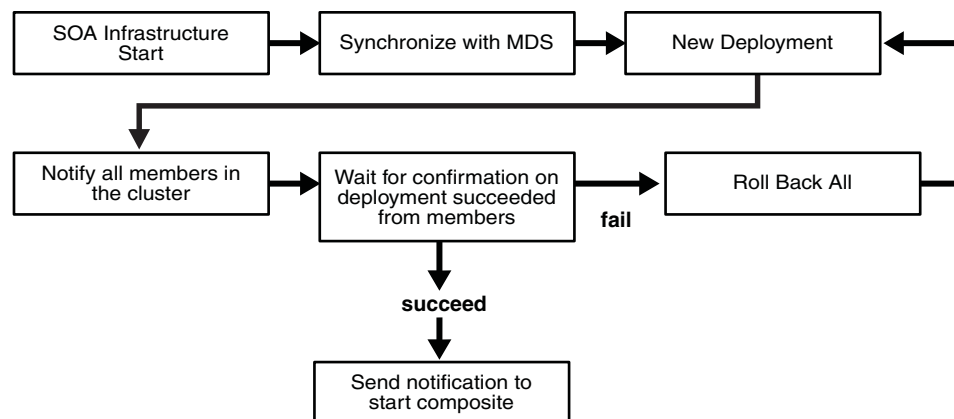 SOA Infrastructure
Start
Synchronize with MDS
New Deployment
Notify all members in
the cluster
Wait for confirmation on
deployment succeeded
from members
fail
Roll Back All
succeed
Send notification to
start composite